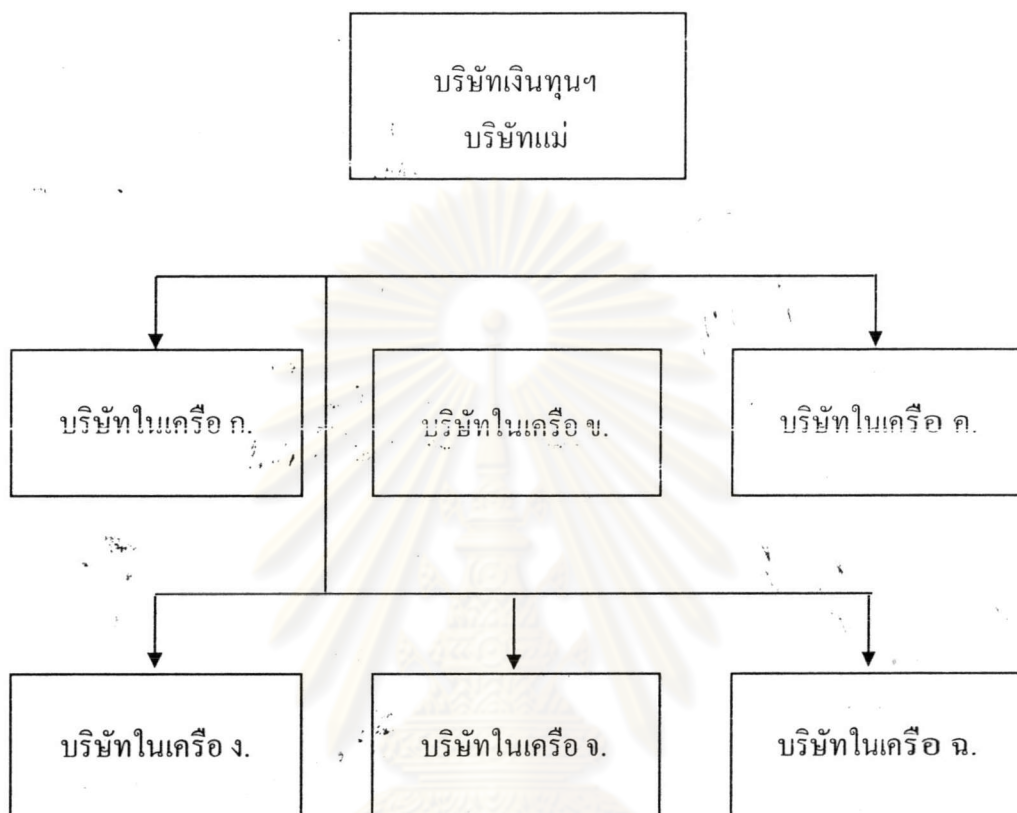 บริษัทเงินทุนฯ
บริษัทแม่
บริษัทในเครือ ก.
บริษัทในเครือ ข.
บริษัทในเครือ ค.
บริษัทในเครือ ง.
บริษัทในเครือ จ.
บริษัทในเครือ ฉ.